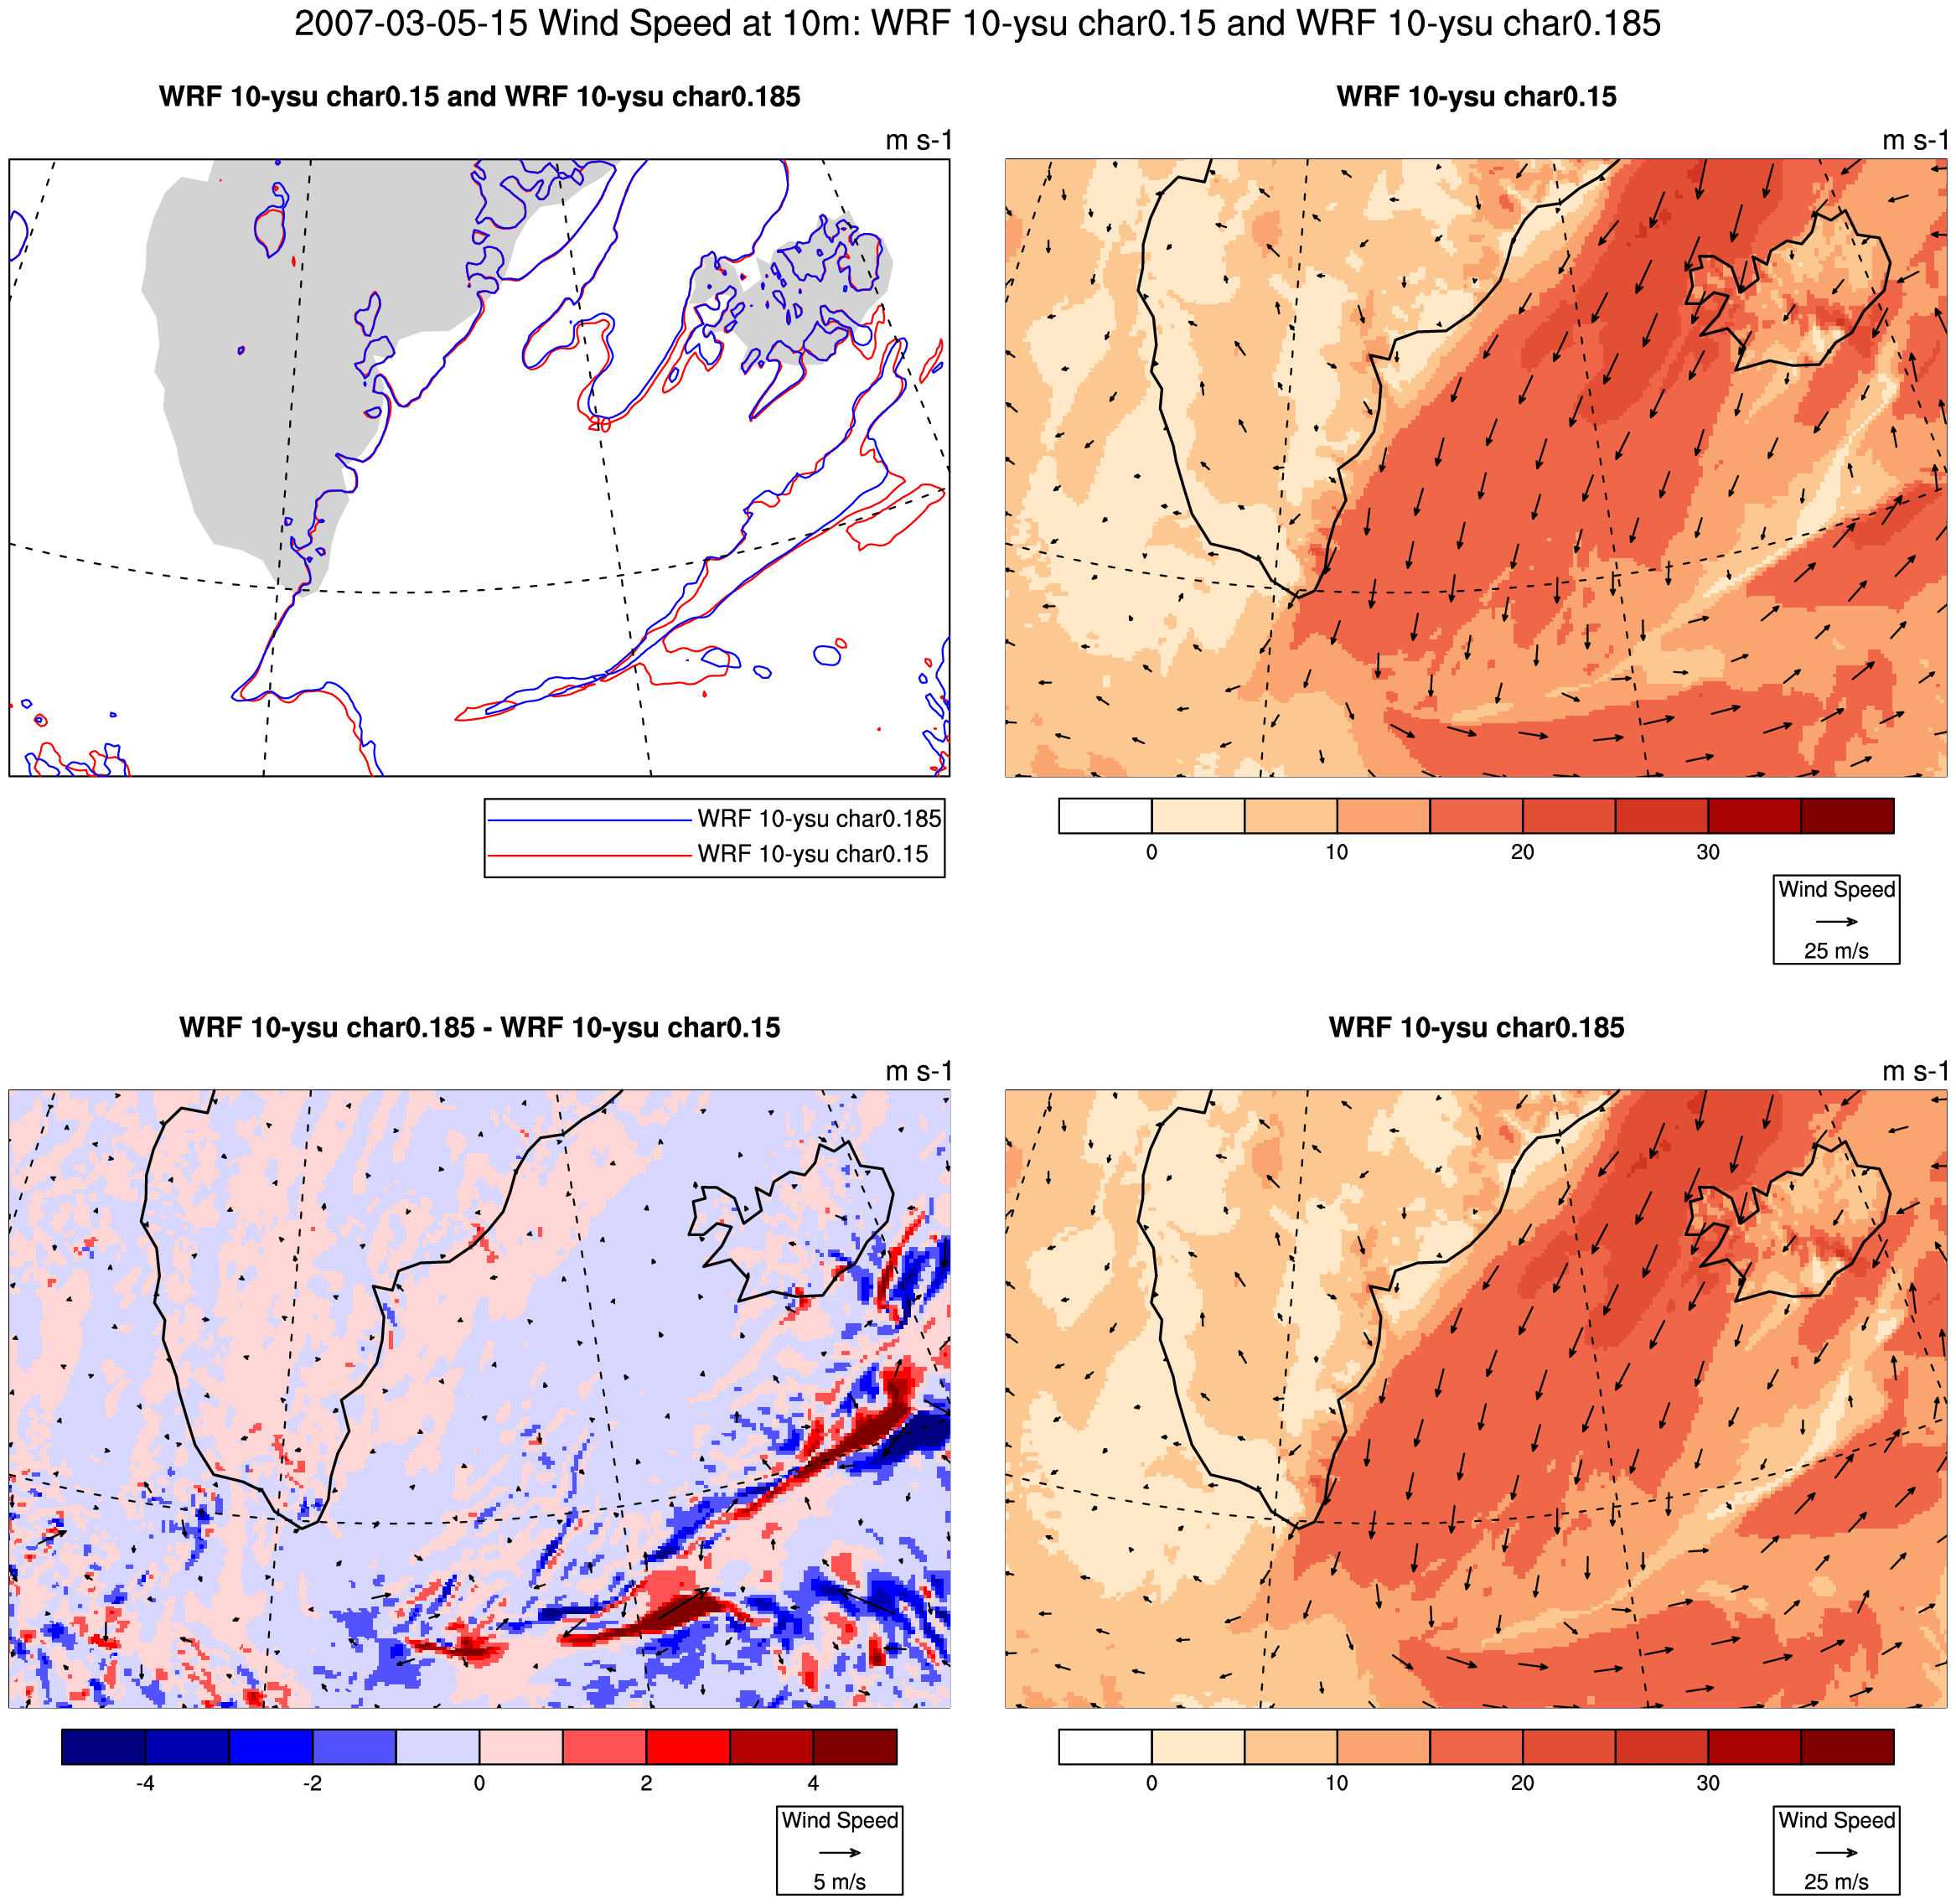 2007-03-05-15 Wind Speed at 10m: WRF 10-ysu char0.15 and WRF 10-ysu char0.185
WRF 10-ysu char0.15 and WRF 10-ysu char0.185
m s-1
WRF 10-ysu char0.185
WRF 10-ysu char0.15
WRF 10-ysu char0.15
m s-1
0 10 20 30
Wind Speed
25 m/s
WRF 10-ysu char0.185 - WRF 10-ysu char0.15
m s-1
-4 -2 0 2 4
Wind Speed
5 m/s
WRF 10-ysu char0.185
m s-1
0 10 20 30
Wind Speed
25 m/s